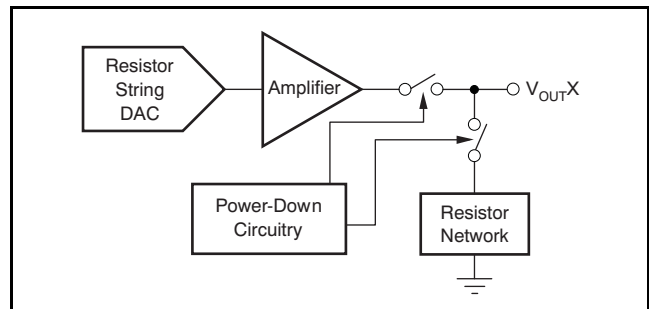 Resistor
String
DAC
Amplifier
VOUTX
Power-Down
Circuitry
Resistor
Network